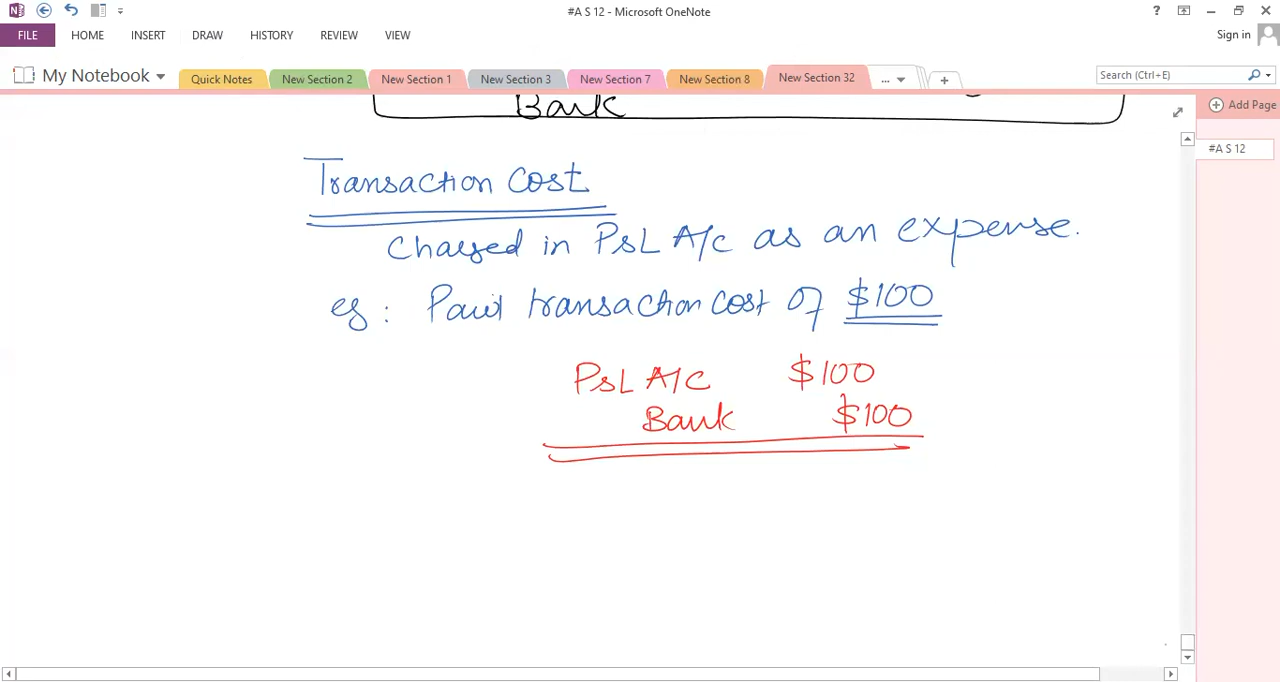 #A S 12 - Microsoft OneNote
?
FILE HOME INSERT DRAW HISTORY REVIEW VIEW
Sign in
My Notebook
Quick Notes
New Section 2
New Section 1
New Section 3
New Section 7
New Section 8
New Section 32
...
Search (Ctrl+E)
Add Page
#A S 12
Bank
Transaction Cost
Charged in P&L A/c as an expense.
eg: Paid transaction cost of $100
P&L A/C $100
Bank $100